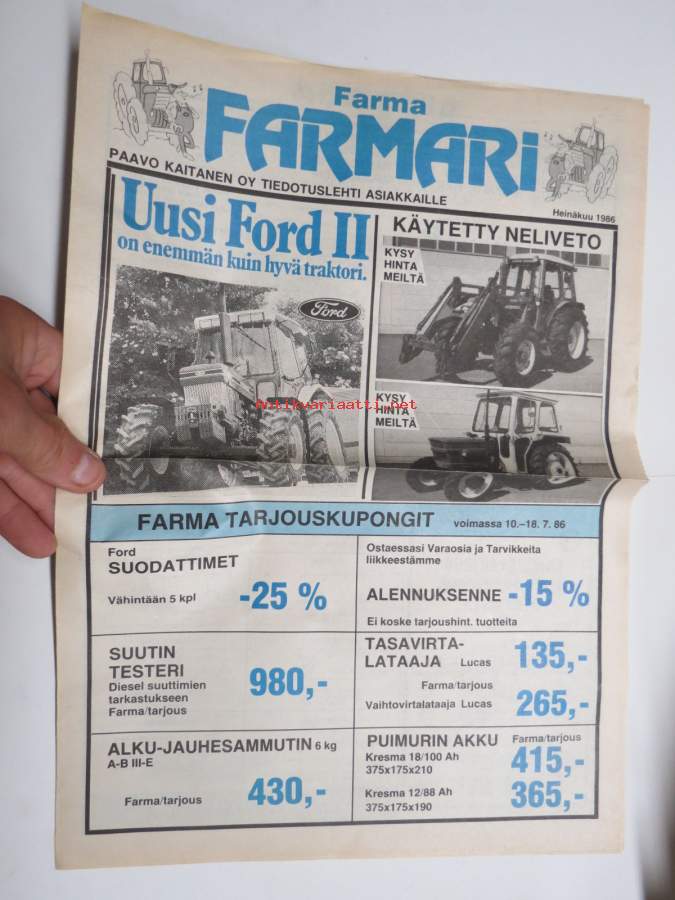 Farma
FARMARI
PAAVO KAITANEN OY TIEDOTUSLEHTI ASIAKKAILLE
Heinäkuu 1986
Uusi Ford II
on enemmän kuin hyvä traktori.
Ford
KÄYTETTY NELIVETO
KYSY
HINTA
MEILTÄ
KYSY
HINTA
MEILTÄ
Antikvariaatti.net
FARMA TARJOUSKUPONGIT voimassa 10.–18. 7. 86
Ford
SUODATTIMET
Vähintään 5 kpl -25 %
Ostaessasi Varaosia ja Tarvikkeita
liikkeestämme
ALENNUKSENNE -15 %
Ei koske tarjoushint. tuotteita
SUUTIN
TESTERI
Diesel suuttimien
tarkastukseen
Farma/tarjous
980,-
TASAVIRTA-
LATAAJA Lucas 135,-
Farma/tarjous
Vaihtovirtalataaja Lucas 265,-
ALKU-JAUHESAMMUTIN 6 kg
A-B III-E
Farma/tarjous 430,-
PUIMURIN AKKU Farma/tarjous
Kresma 18/100 Ah 415,-
375x175x210
Kresma 12/88 Ah 365,-
375x175x190